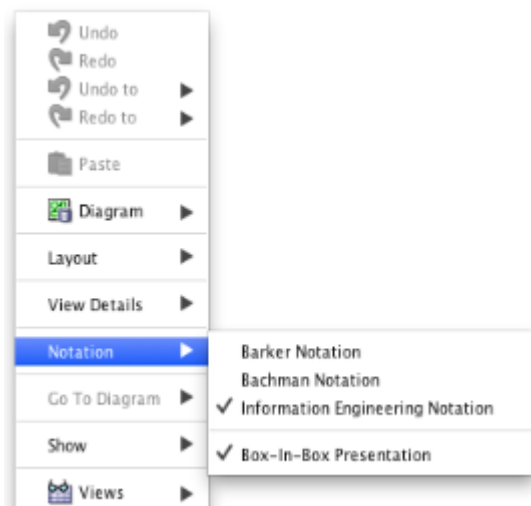 Undo
Redo
Undo to
Redo to
Paste
Diagram
Layout
View Details
Notation
Barker Notation
Bachman Notation
Information Engineering Notation
Box-In-Box Presentation
Go To Diagram
Show
Views